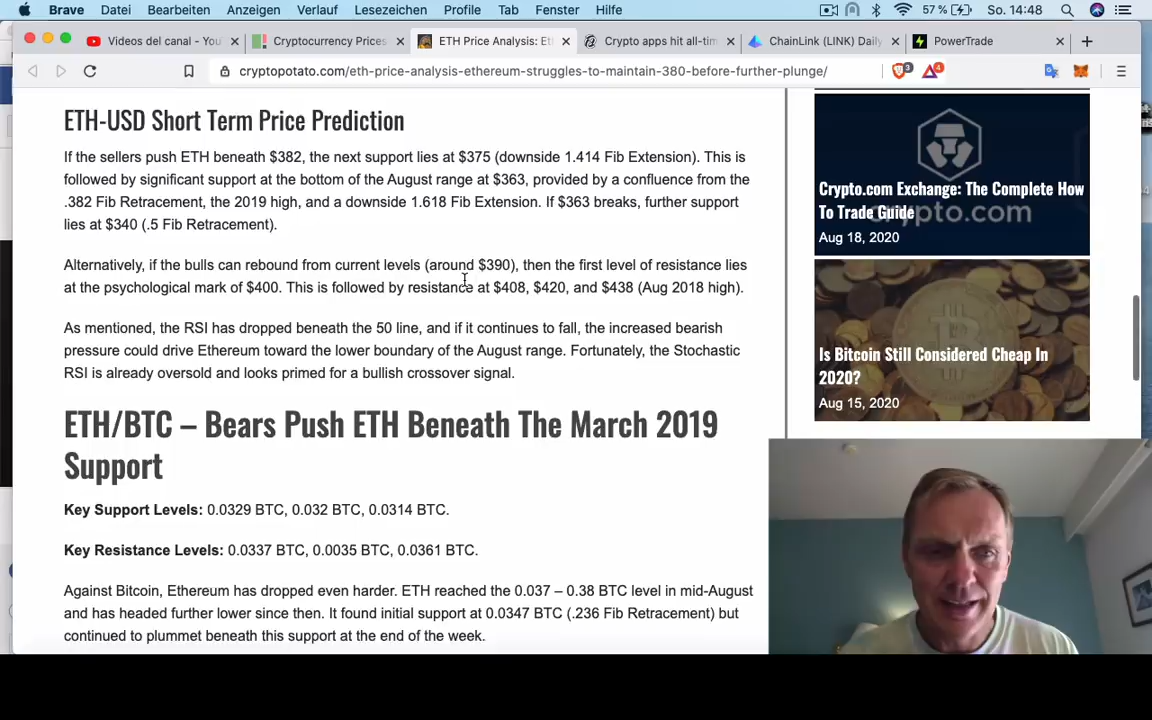 Brave Datei Bearbeiten Anzeigen Verlauf Lesezeichen Profile Tab Fenster Hilfe 57 % So. 14:48
Videos del canal - You Cryptocurrency Prices ETH Price Analysis: Et Crypto apps hit all-tim ChainLink (LINK) Daily PowerTrade
cryptopotato.com/eth-price-analysis-ethereum-struggles-to-maintain-380-before-further-plunge/
ETH-USD Short Term Price Prediction
If the sellers push ETH beneath $382, the next support lies at $375 (downside 1.414 Fib Extension). This is
followed by significant support at the bottom of the August range at $363, provided by a confluence from the
.382 Fib Retracement, the 2019 high, and a downside 1.618 Fib Extension. If $363 breaks, further support
lies at $340 (.5 Fib Retracement).
Alternatively, if the bulls can rebound from current levels (around $390), then the first level of resistance lies
at the psychological mark of $400. This is followed by resistance at $408, $420, and $438 (Aug 2018 high).
As mentioned, the RSI has dropped beneath the 50 line, and if it continues to fall, the increased bearish
pressure could drive Ethereum toward the lower boundary of the August range. Fortunately, the Stochastic
RSI is already oversold and looks primed for a bullish crossover signal.
ETH/BTC – Bears Push ETH Beneath The March 2019
Support
Key Support Levels: 0.0329 BTC, 0.032 BTC, 0.0314 BTC.
Key Resistance Levels: 0.0337 BTC, 0.0035 BTC, 0.0361 BTC.
Against Bitcoin, Ethereum has dropped even harder. ETH reached the 0.037 – 0.38 BTC level in mid-August
and has headed further lower since then. It found initial support at 0.0347 BTC (.236 Fib Retracement) but
continued to plummet beneath this support at the end of the week.
Crypto.com Exchange: The Complete How
To Trade Guide
crypto.com
Aug 18, 2020
Is Bitcoin Still Considered Cheap In
2020?
Aug 15, 2020